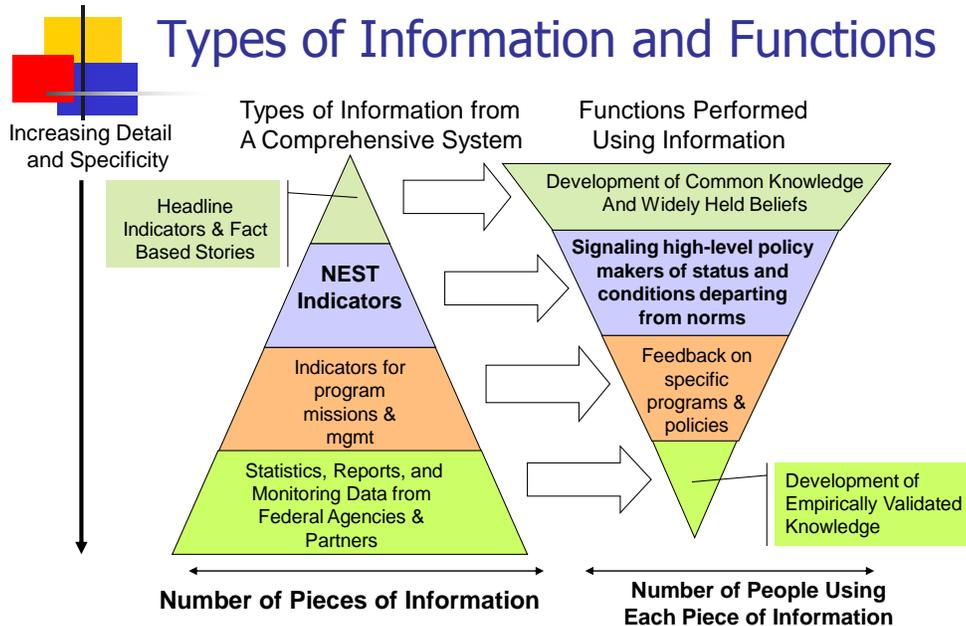 Types of Information and Functions
Increasing Detail
and Specificity
Types of Information from
A Comprehensive System
Functions Performed
Using Information
Headline
Indicators & Fact
Based Stories
NEST
Indicators
Indicators for
program
missions &
mgmt
Statistics, Reports, and
Monitoring Data from
Federal Agencies &
Partners
Development of Common Knowledge
And Widely Held Beliefs
Signaling high-level policy
makers of status and
conditions departing
from norms
Feedback on
specific
programs &
policies
Development of
Empirically Validated
Knowledge
Number of Pieces of Information
Number of People Using
Each Piece of Information